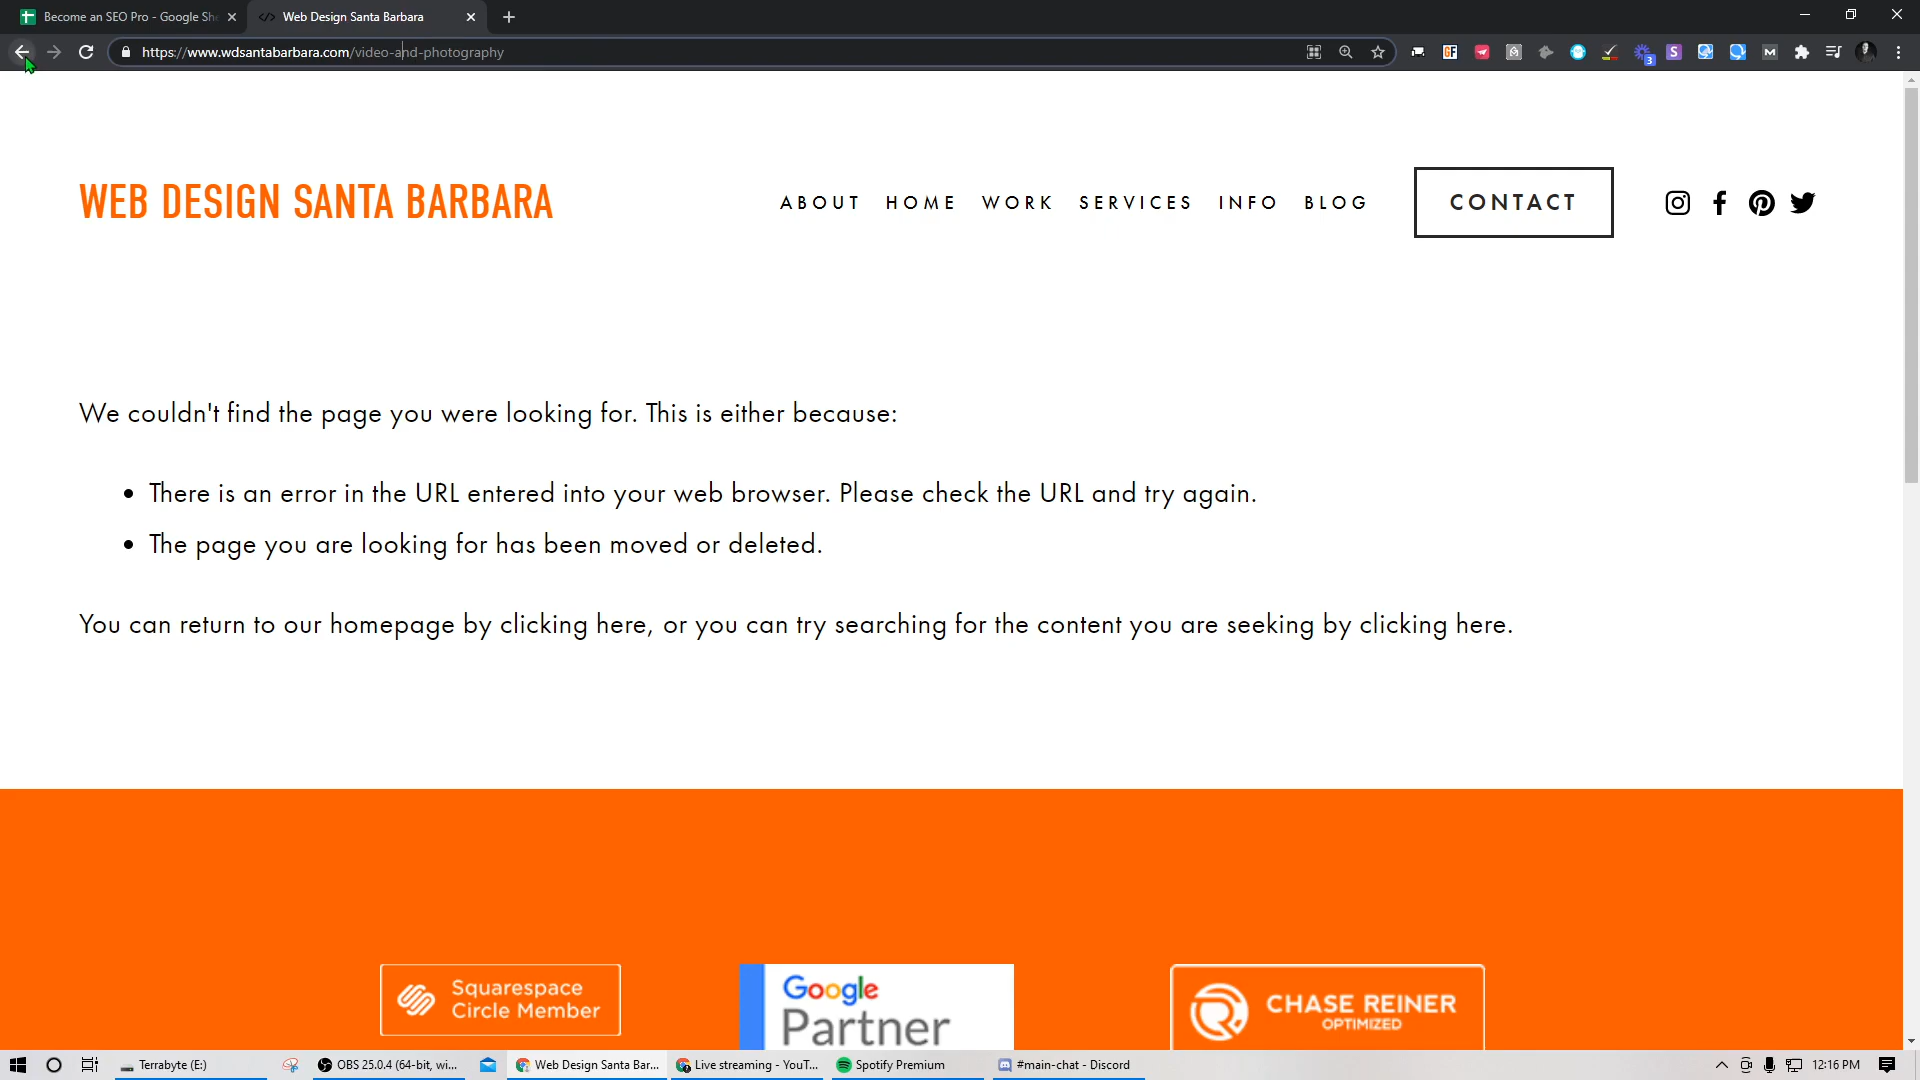 Become an SEO Pro - Google She
Web Design Santa Barbara
https://www.wdsantabarbara.com/video-and-photography
GF
3
S
M
WEB DESIGN SANTA BARBARA
ABOUT HOME WORK SERVICES INFO BLOG
CONTACT
We couldn't find the page you were looking for. This is either because:
• There is an error in the URL entered into your web browser. Please check the URL and try again.
• The page you are looking for has been moved or deleted.
You can return to our homepage by clicking here, or you can try searching for the content you are seeking by clicking here.
Squarespace
Circle Member
Google
Partner
CHASE REINER
OPTIMIZED
Terrabyte (E:)
OBS 25.0.4 (64-bit, wi...
Web Design Santa Bar...
Live streaming - YouT...
Spotify Premium
#main-chat - Discord
12:16 PM